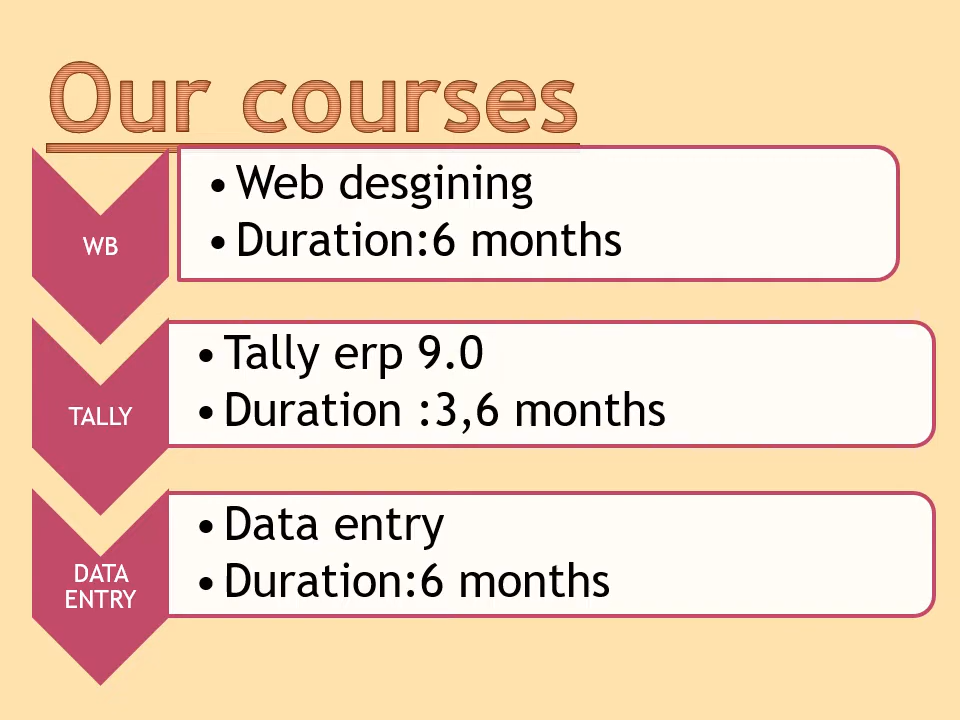 Our courses
WB
• Web desgining
• Duration:6 months
TALLY
• Tally erp 9.0
• Duration :3,6 months
DATA
ENTRY
• Data entry
• Duration:6 months